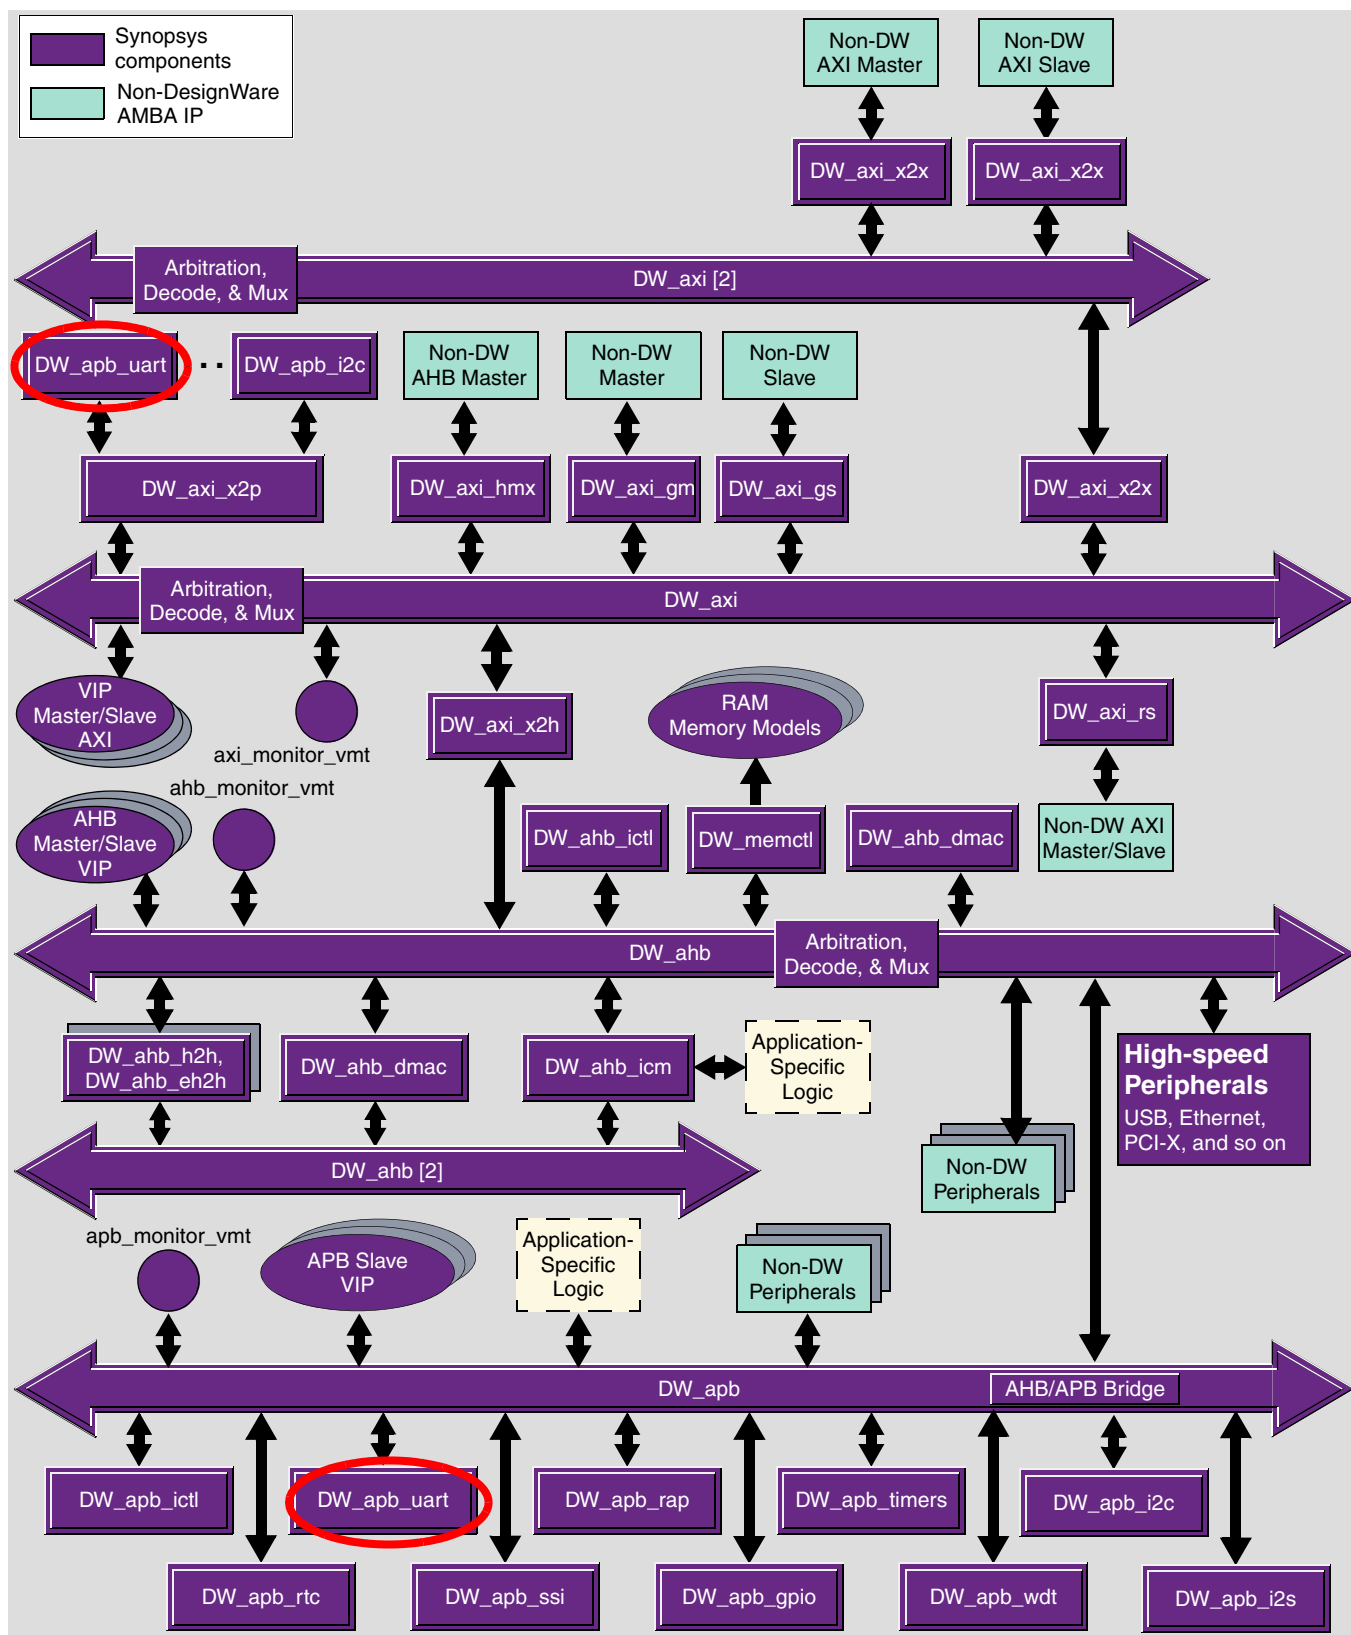 Synopsys
components
Non-DesignWare
AMBA IP
Non-DW
AXI Master
Non-DW
AXI Slave
DW_axi_x2x
DW_axi_x2x
Arbitration,
Decode, & Mux
DW_axi [2]
DW_apb_uart
..
DW_apb_i2c
Non-DW
AHB Master
Non-DW
Master
Non-DW
Slave
DW_axi_x2p
DW_axi_hmx
DW_axi_gm
DW_axi_gs
DW_axi_x2x
Arbitration,
Decode, & Mux
DW_axi
VIP
Master/Slave
AXI
axi_monitor_vmt
DW_axi_x2h
RAM
Memory Models
DW_axi_rs
ahb_monitor_vmt
AHB
Master/Slave
VIP
DW_ahb_ictl
DW_memctl
DW_ahb_dmac
Non-DW AXI
Master/Slave
DW_ahb
Arbitration,
Decode, & Mux
DW_ahb_h2h,
DW_ahb_eh2h
DW_ahb_dmac
DW_ahb_icm
Application-
Specific
Logic
High-speed
Peripherals
USB, Ethernet,
PCI-X, and so on
DW_ahb [2]
Non-DW
Peripherals
apb_monitor_vmt
APB Slave
VIP
Application-
Specific
Logic
Non-DW
Peripherals
DW_apb
AHB/APB Bridge
DW_apb_ictl
DW_apb_uart
DW_apb_rap
DW_apb_timers
DW_apb_i2c
DW_apb_rtc
DW_apb_ssi
DW_apb_gpio
DW_apb_wdt
DW_apb_i2s